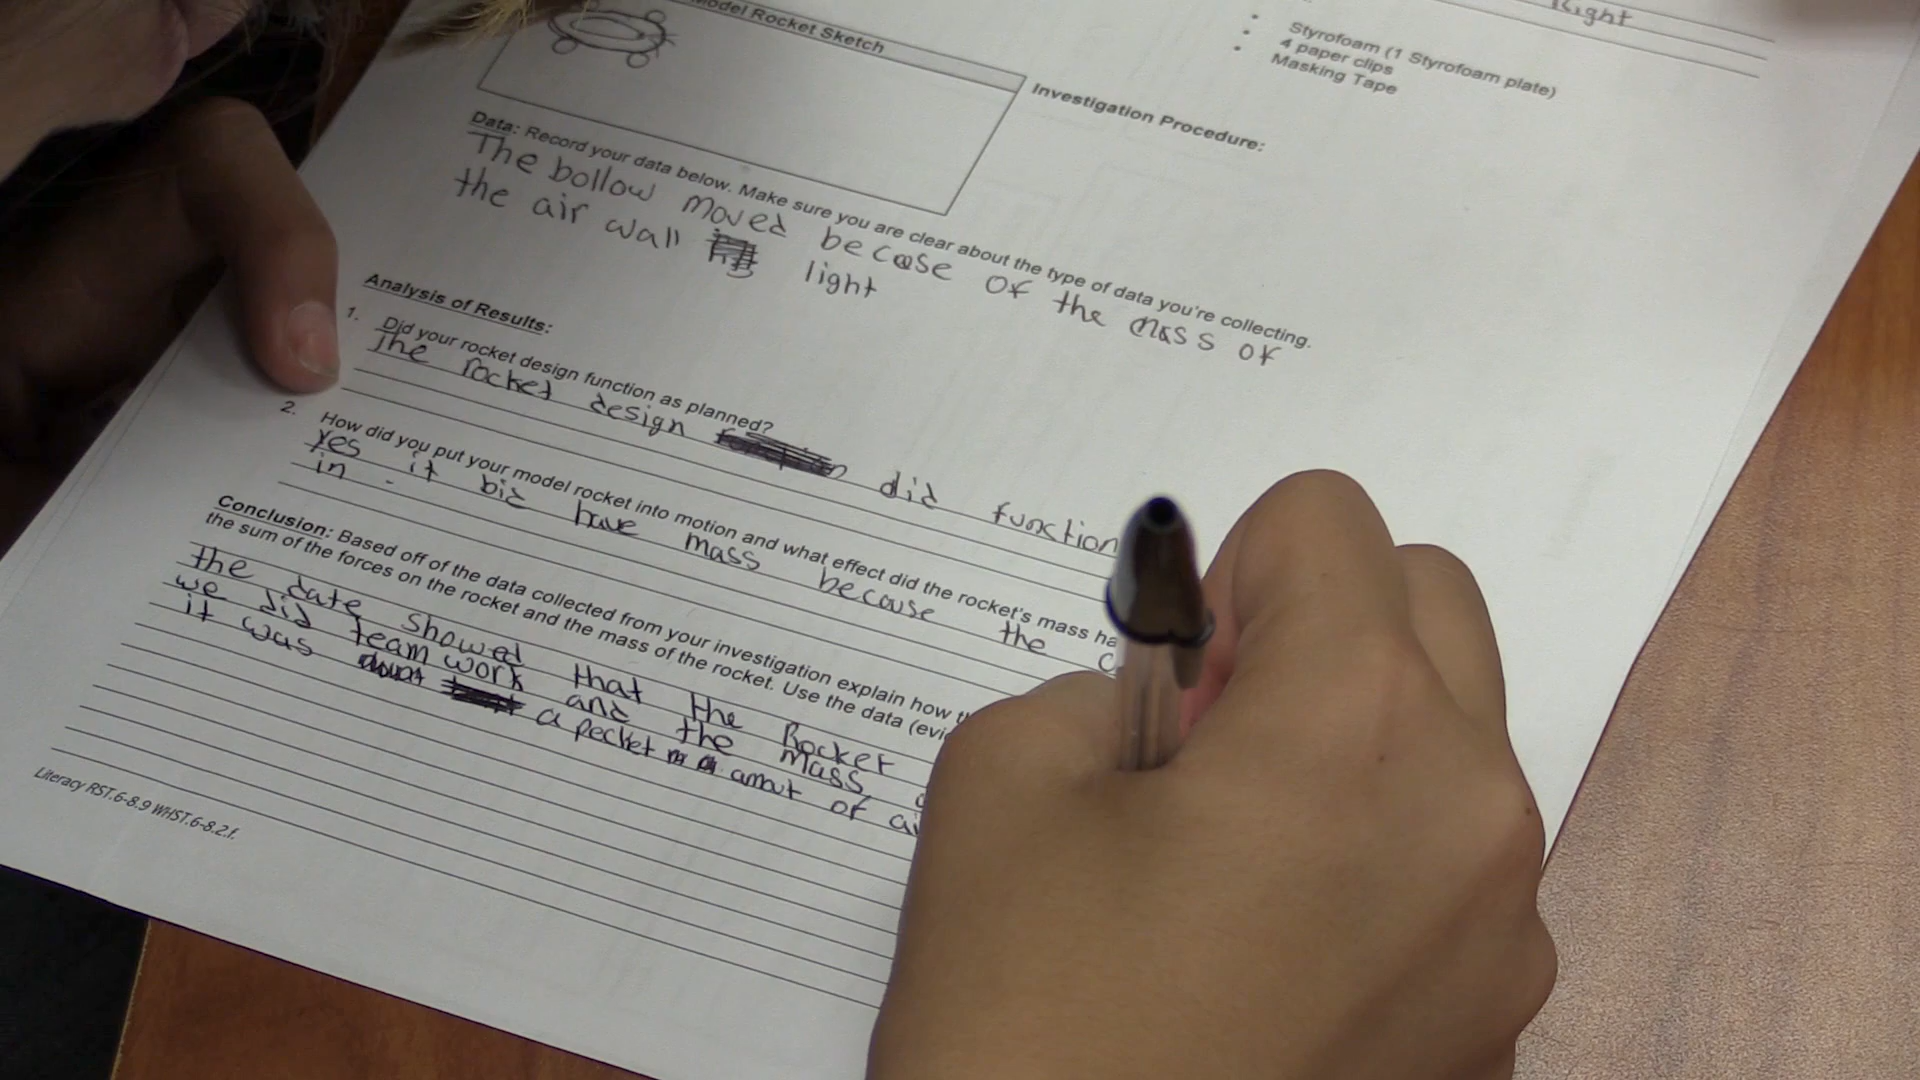 Right
Model Rocket Sketch
Styrofoam (1 Styrofoam plate)
4 paper clips
Masking Tape
Investigation Procedure:
Data: Record your data below. Make sure you are clear about the type of data you're collecting.
The bollow moved becose of the mass of
the air wall light
Analysis of Results:
1. Did your rocket design function as planned?
The rocket design did function
2. How did you put your model rocket into motion and what effect did the rocket's mass ha
Yes it bid have mass because the c
in.
Conclusion: Based off of the data collected from your investigation explain how t
the sum of the forces on the rocket and the mass of the rocket. Use the data (evi
the date showed that the Rocket
we did team work and the mass
it was a pecket amout of ai
Literacy RST.6-8.9 WHST.6-8.2.f.